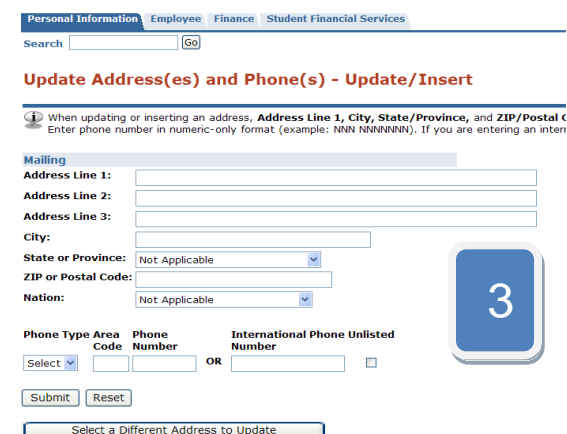 Personal Information Employee Finance Student Financial Services
Search Go
Update Address(es) and Phone(s) - Update/Insert
When updating or inserting an address, Address Line 1, City, State/Province, and ZIP/Postal
Enter phone number in numeric-only format (example: NNN NNNNNNN). If you are entering an
Mailing
Address Line 1:
Address Line 2:
Address Line 3:
City:
State or Province: Not Applicable
ZIP or Postal Code:
Nation: Not Applicable
3
Phone Type Area Phone International Phone Unlisted
Code Number Number
Select OR
Submit Reset
Select a Different Address to Update